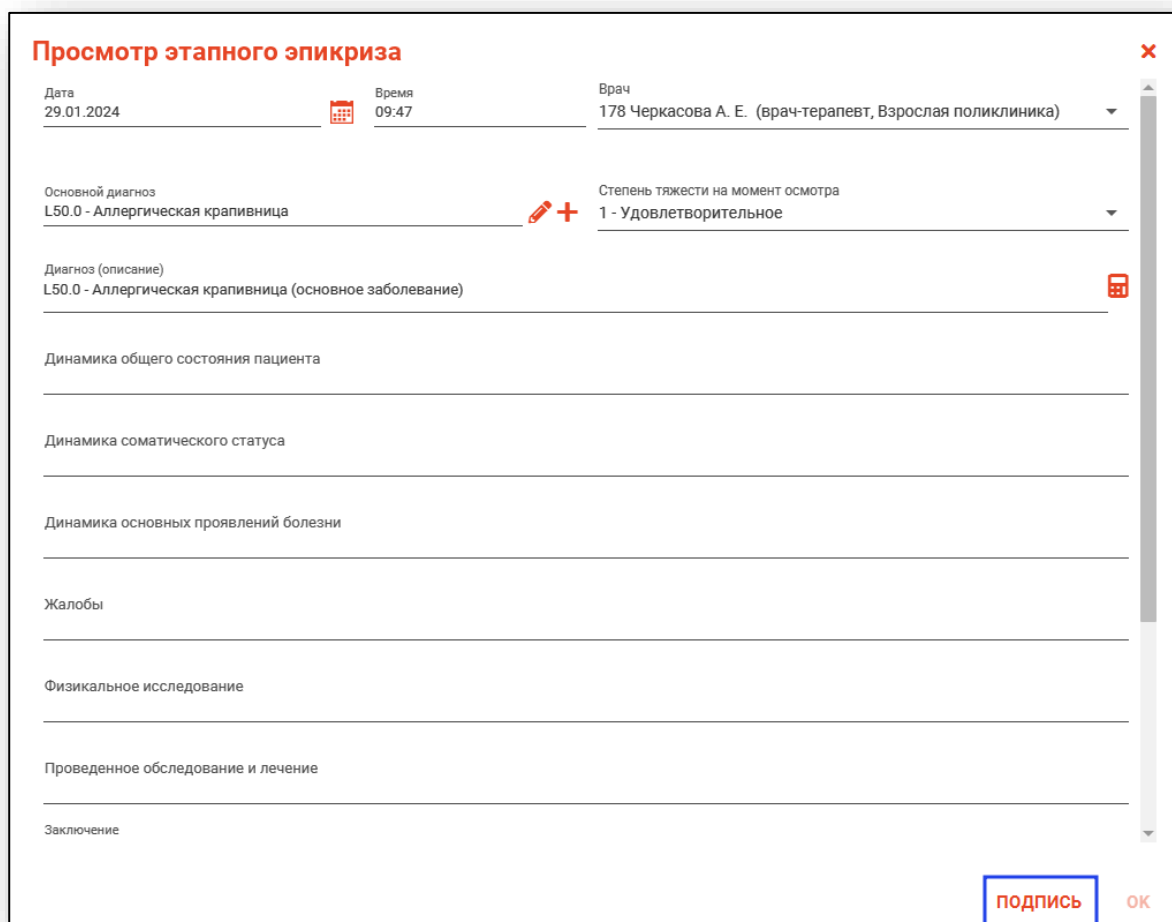 Просмотр этапного эпикриза
Дата
29.01.2024
Время
09:47
Врач
178 Черкасова А. Е. (врач-терапевт, Взрослая поликлиника)
Основной диагноз
L50.0 - Аллергическая крапивница
Степень тяжести на момент осмотра
1 - Удовлетворительное
Диагноз (описание)
L50.0 - Аллергическая крапивница (основное заболевание)
Динамика общего состояния пациента
Динамика соматического статуса
Динамика основных проявлений болезни
Жалобы
Физикальное исследование
Проведенное обследование и лечение
Заключение
ПОДПИСЬ
ОК